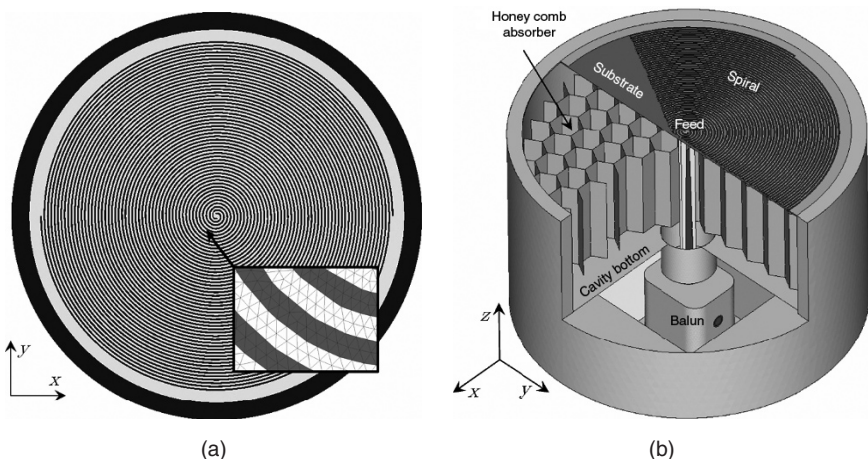 y
x
(a)
Honey comb
absorber
Substrate
Spiral
Feed
Cavity bottom
Balun
z
x
y
(b)